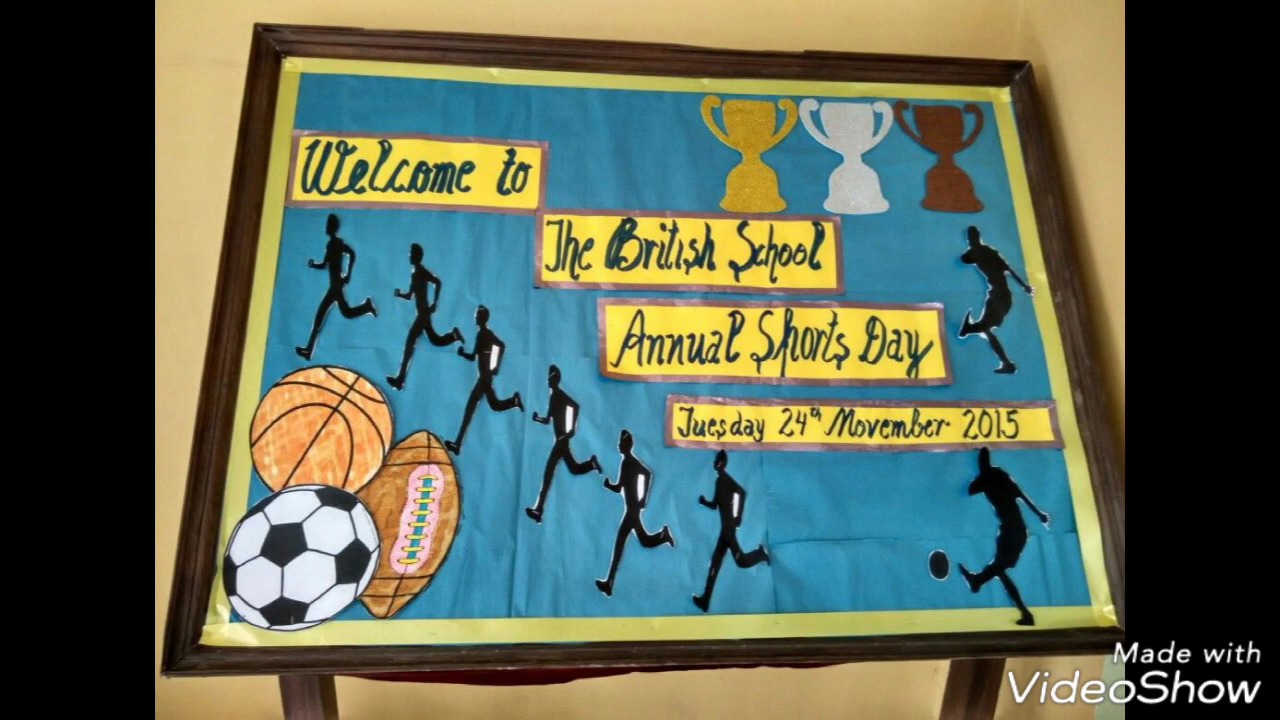 Welcome to
The British School
Annual Sports Day
Tuesday 24th November 2015
Made with
VideoShow